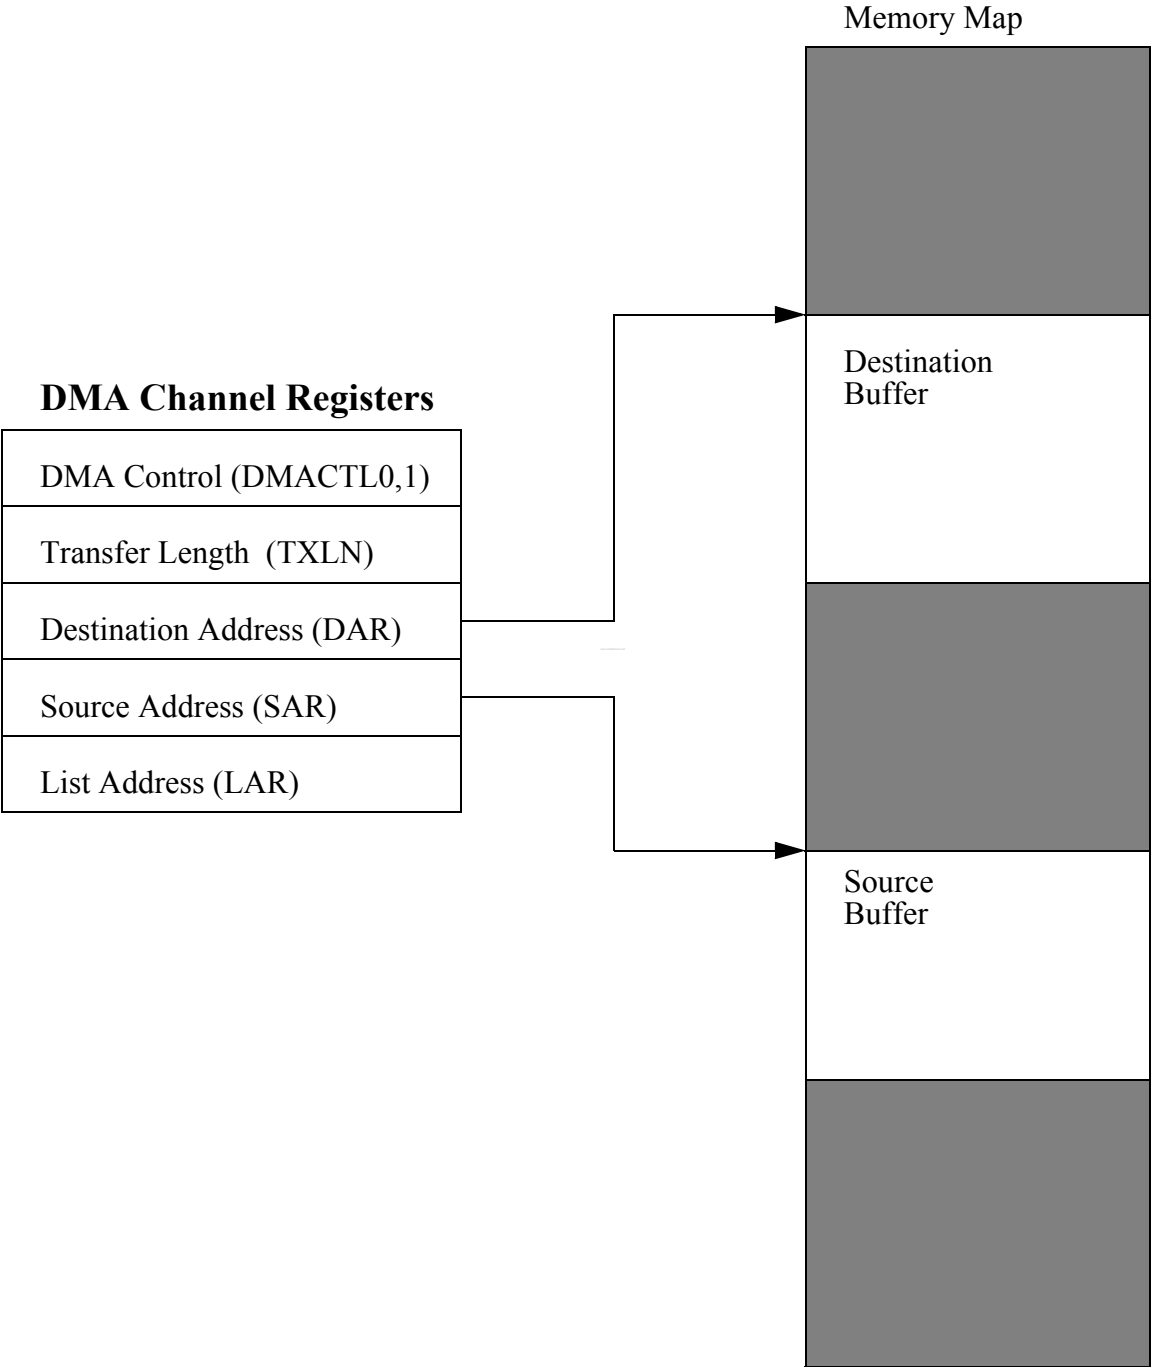 Memory Map
Destination
Buffer
DMA Channel Registers
DMA Control (DMACTL0,1)
Transfer Length (TXLN)
Destination Address (DAR)
Source Address (SAR)
List Address (LAR)
Source
Buffer